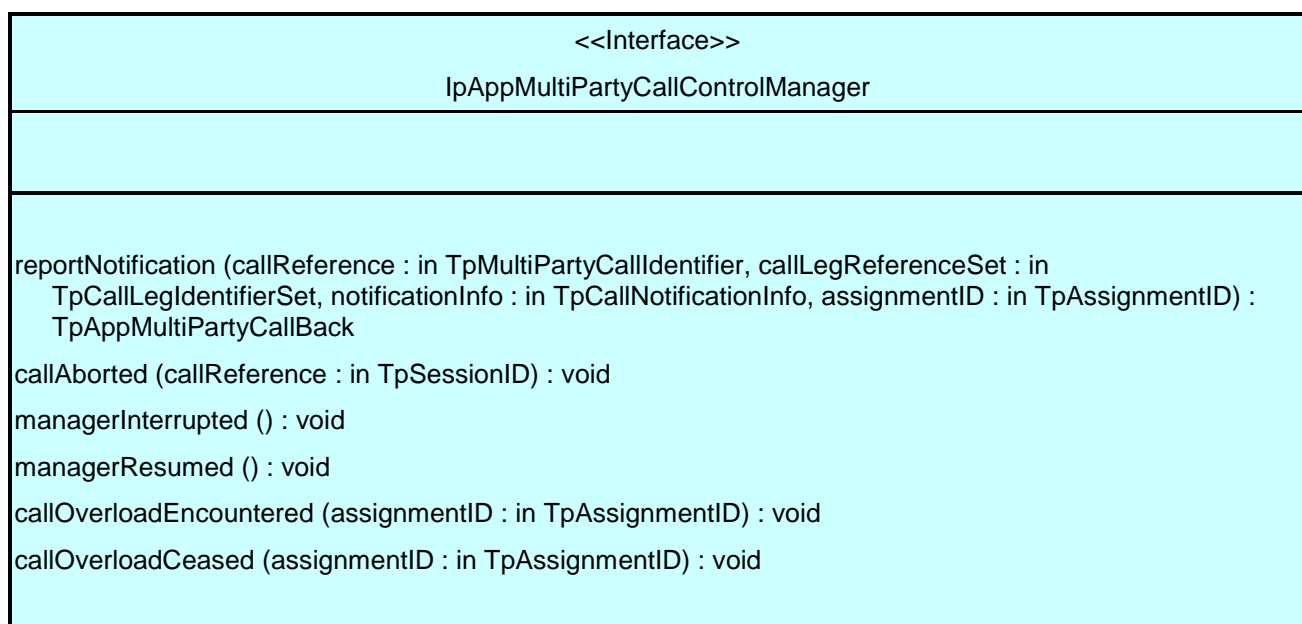 <<Interface>>
IpAppMultiPartyCallControlManager
reportNotification (callReference : in TpMultiPartyCallIdentifier, callLegReferenceSet : in
TpCallLegIdentifierSet, notificationInfo : in TpCallNotificationInfo, assignmentID : in TpAssignmentID) :
TpAppMultiPartyCallBack
callAborted (callReference : in TpSessionID) : void
managerInterrupted () : void
managerResumed () : void
callOverloadEncountered (assignmentID : in TpAssignmentID) : void
callOverloadCeased (assignmentID : in TpAssignmentID) : void